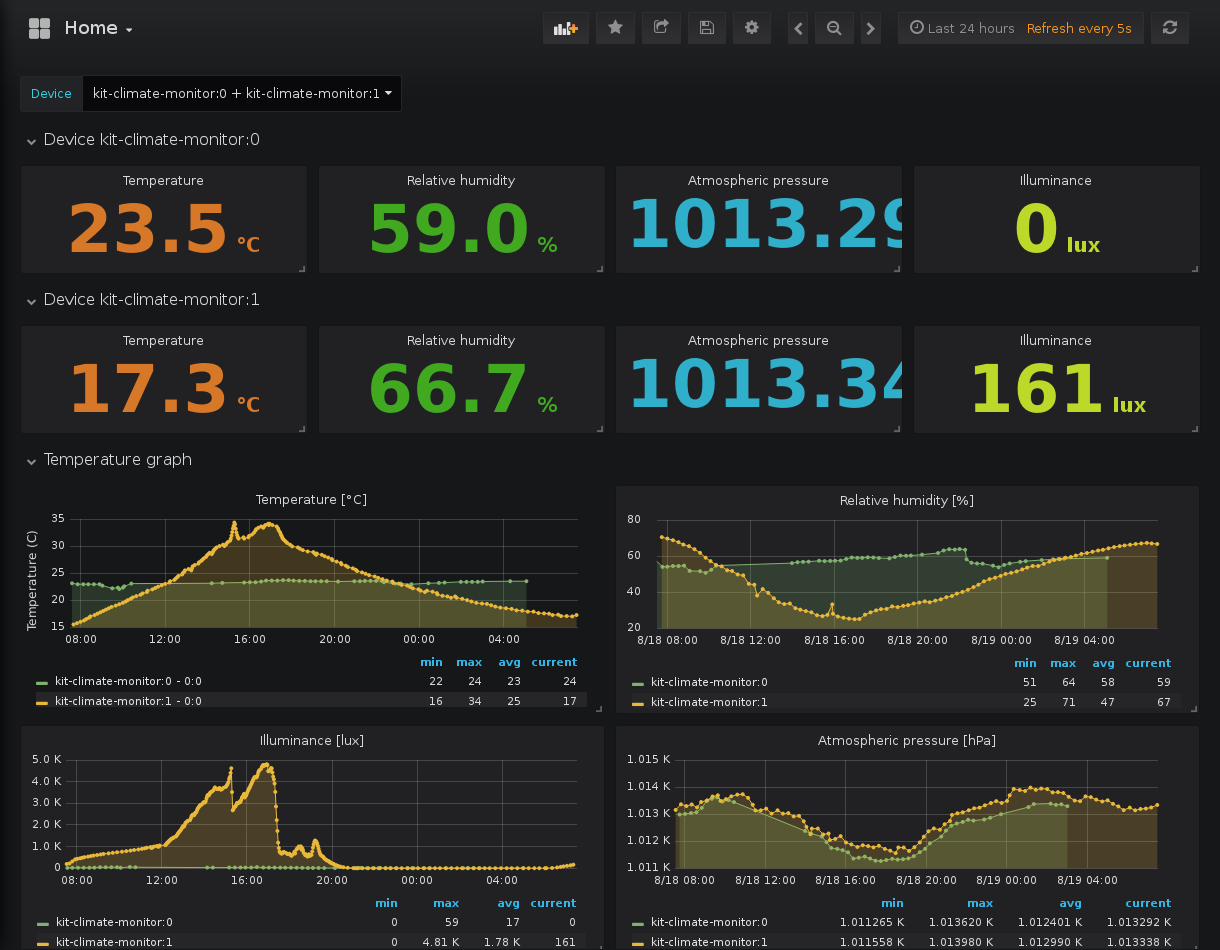 Home
Last 24 hours Refresh every 5s
Device kit-climate-monitor:0 + kit-climate-monitor:1
Device kit-climate-monitor:0
Temperature Relative humidity Atmospheric pressure Illuminance
23.5 °C 59.0 % 1013.29 0 lux
Device kit-climate-monitor:1
Temperature Relative humidity Atmospheric pressure Illuminance
17.3 °C 66.7 % 1013.34 161 lux
Temperature graph
Temperature [°C]
Temperature (C)
35
30
25
20
15
08:00 12:00 16:00 20:00 00:00 04:00
min max avg current
kit-climate-monitor:0 - 0:0 22 24 23 24
kit-climate-monitor:1 - 0:0 16 34 25 17
Relative humidity [%]
80
60
40
20
8/18 08:00 8/18 12:00 8/18 16:00 8/18 20:00 8/19 00:00 8/19 04:00
min max avg current
kit-climate-monitor:0 51 64 58 59
kit-climate-monitor:1 25 71 47 67
Illuminance [lux]
5.0 K
4.0 K
3.0 K
2.0 K
1.0 K
0
08:00 12:00 16:00 20:00 00:00 04:00
min max avg current
kit-climate-monitor:0 0 59 17 0
kit-climate-monitor:1 0 4.81 K 1.78 K 161
Atmospheric pressure [hPa]
1.015 K
1.014 K
1.013 K
1.012 K
1.011 K
8/18 08:00 8/18 12:00 8/18 16:00 8/18 20:00 8/19 00:00 8/19 04:00
min max avg current
kit-climate-monitor:0 1.011265 K 1.013620 K 1.012401 K 1.013292 K
kit-climate-monitor:1 1.011558 K 1.013980 K 1.012990 K 1.013338 K